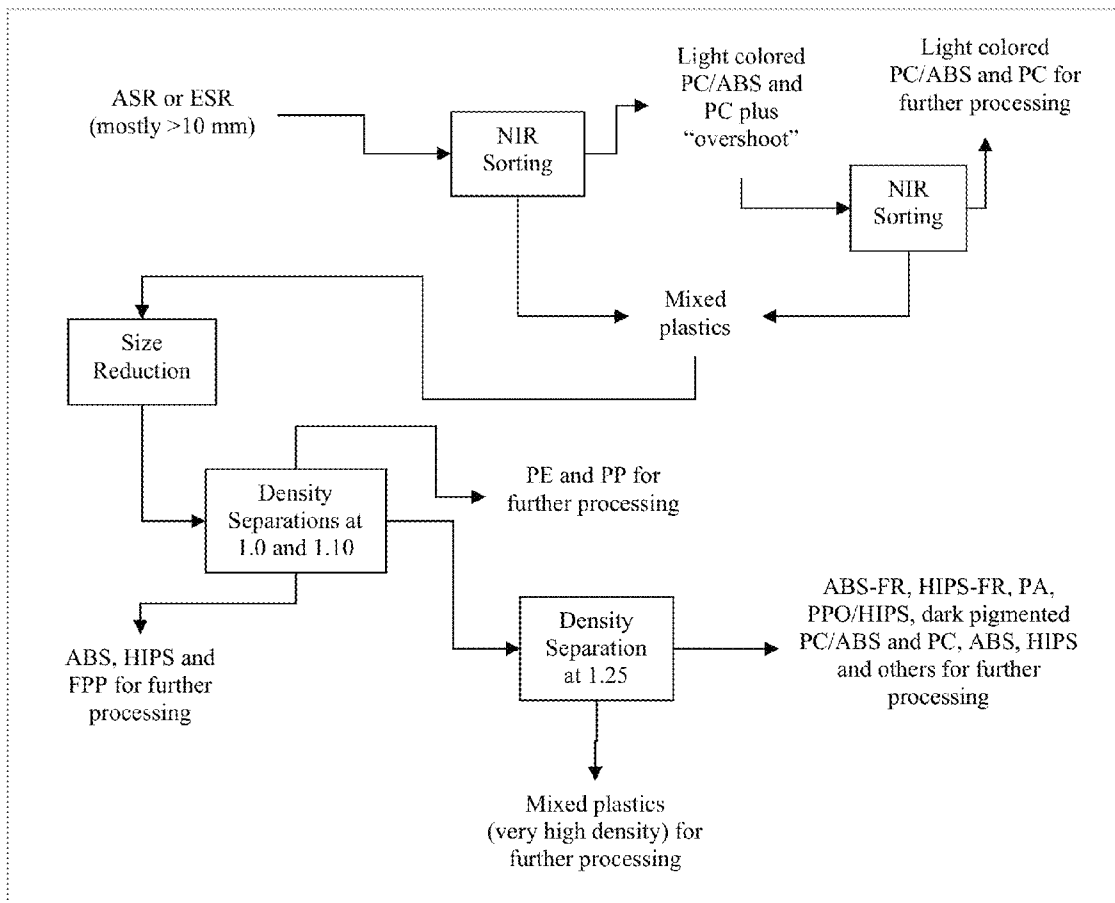 ASR or ESR
(mostly >10 mm)
NIR
Sorting
Light colored
PC/ABS and
PC plus
“overshoot”
Light colored
PC/ABS and PC for
further processing
NIR
Sorting
Mixed
plastics
Size
Reduction
Density
Separations at
1.0 and 1.10
PE and PP for
further processing
ABS, HIPS and
FPP for further
processing
Density
Separation
at 1.25
ABS-FR, HIPS-FR, PA,
PPO/HIPS, dark pigmented
PC/ABS and PC, ABS, HIPS
and others for further
processing
Mixed plastics
(very high density) for
further processing